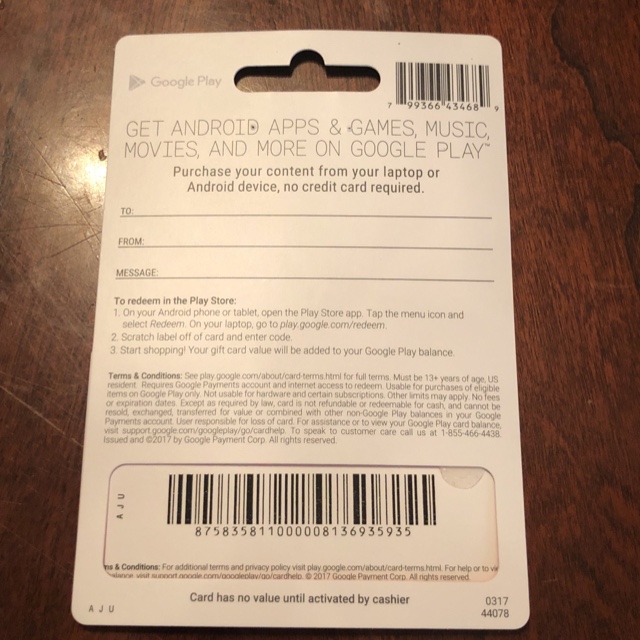 Google Play
7 99366 43468 9
GET ANDROID APPS & GAMES, MUSIC,
MOVIES, AND MORE ON GOOGLE PLAY™
Purchase your content from your laptop or
Android device, no credit card required.
TO:
FROM:
MESSAGE:
To redeem in the Play Store:
1. On your Android phone or tablet, open the Play Store app. Tap the menu icon and
select Redeem. On your laptop, go to play.google.com/redeem.
2. Scratch label off of card and enter code.
3. Start shopping! Your gift card value will be added to your Google Play balance.
Terms & Conditions: See play.google.com/about/card-terms.html for full terms. Must be 13+ years of age, US
resident. Requires Google Payments account and internet access to redeem. Usable for purchases of eligible
items on Google Play only. Not usable for hardware and certain subscriptions. Other limits may apply. No fees
or expiration dates. Except as required by law, card is not refundable or redeemable for cash, and cannot be
resold, exchanged, transferred for value or combined with other non-Google Play balances in your Google
Payments account. User responsible for loss of card. For assistance or to view your Google Play card balance,
visit support.google.com/googleplay/go/cardhelp. To speak to customer care call us at 1-855-466-4438.
Issued and ©2017 by Google Payment Corp. All rights reserved.
AJU
875835811000008136935935
ns & Conditions: For additional terms and privacy policy visit play.google.com/about/card-terms.html. For help or to vie
balance, visit support.google.com/googleplay/go/cardhelp. © 2017 Google Payment Corp. All rights reserved.
Card has no value until activated by cashier
AJU
0317
44078